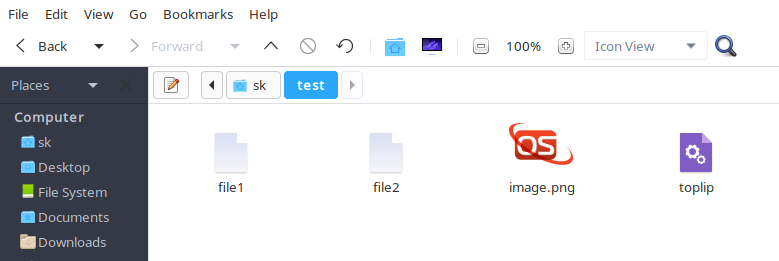 File Edit View Go Bookmarks Help
Back Forward 100% Icon View
Places sk test
Computer
sk
Desktop
File System
Documents
Downloads
OS
file1 file2 image.png toplip